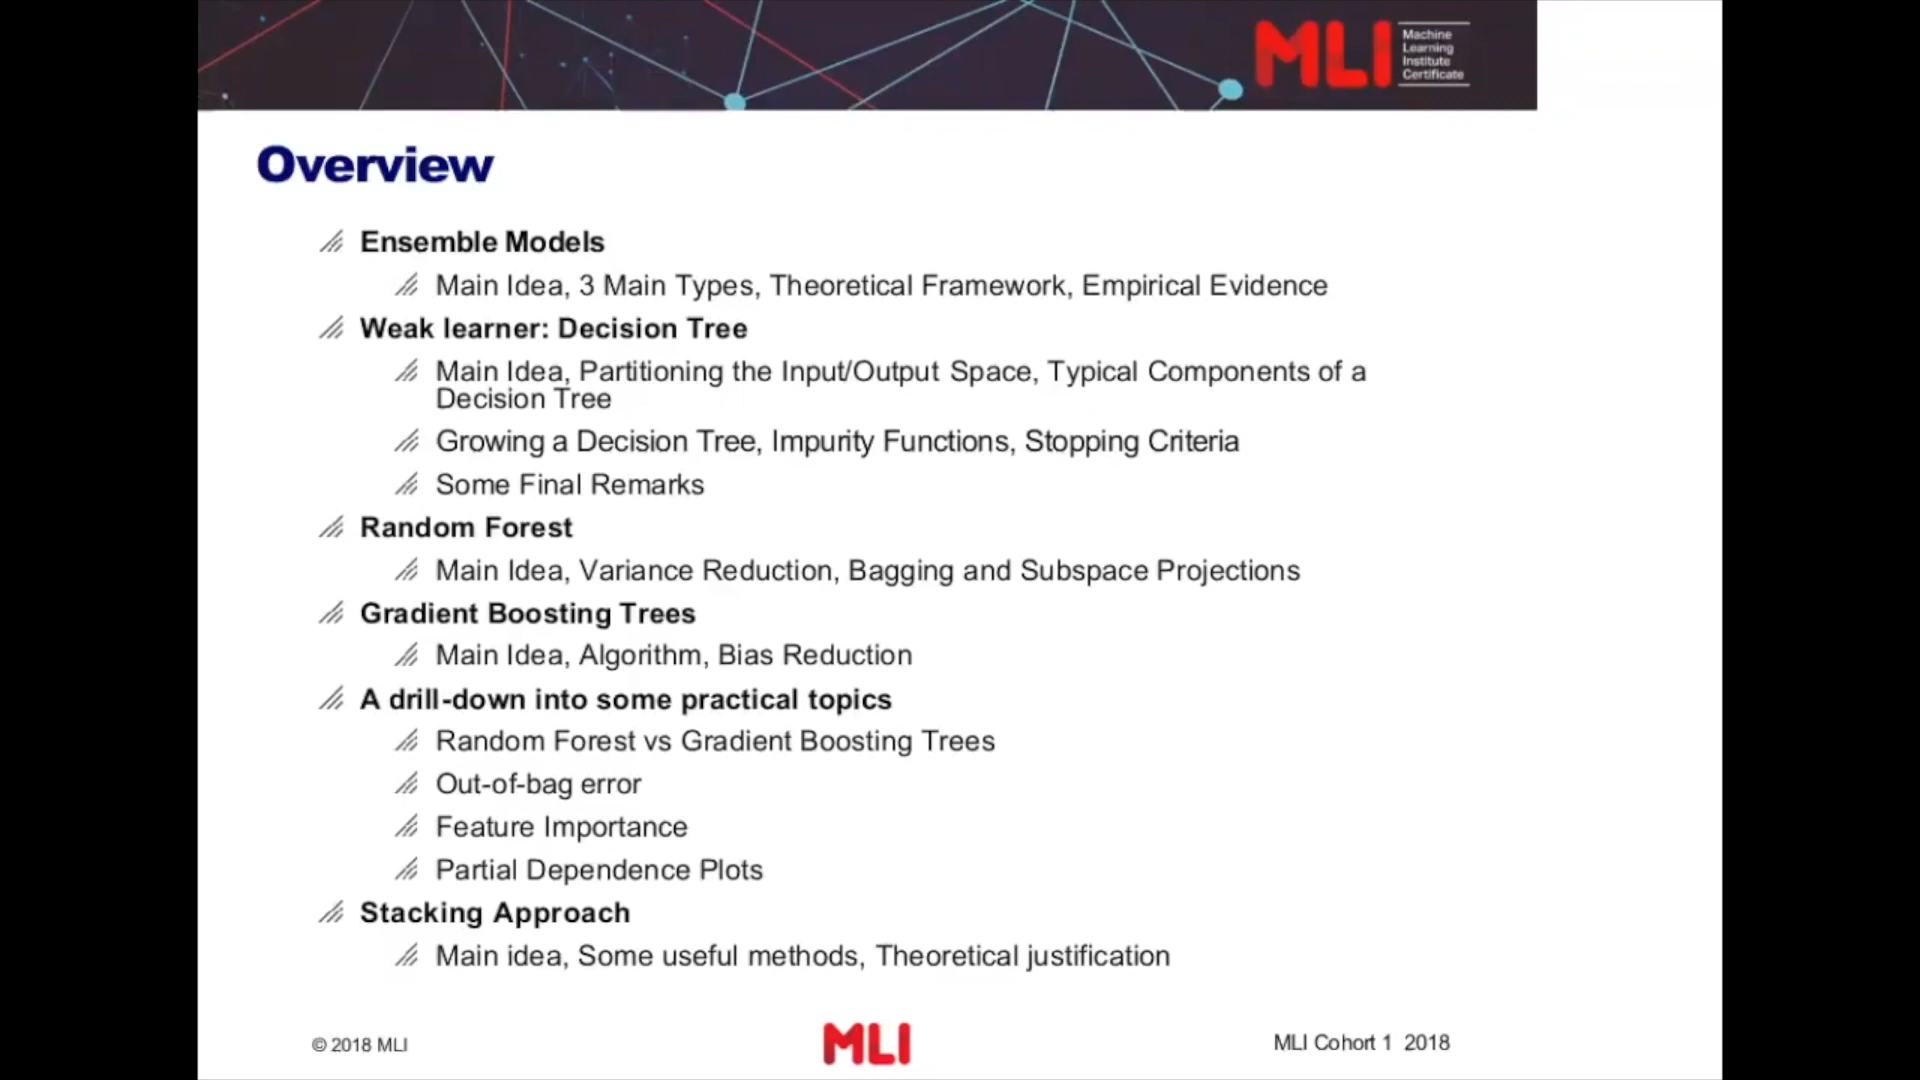 MLI
Machine
Learning
Institute
Certificate
Overview
Ensemble Models
Main Idea, 3 Main Types, Theoretical Framework, Empirical Evidence
Weak learner: Decision Tree
Main Idea, Partitioning the Input/Output Space, Typical Components of a
Decision Tree
Growing a Decision Tree, Impurity Functions, Stopping Criteria
Some Final Remarks
Random Forest
Main Idea, Variance Reduction, Bagging and Subspace Projections
Gradient Boosting Trees
Main Idea, Algorithm, Bias Reduction
A drill-down into some practical topics
Random Forest vs Gradient Boosting Trees
Out-of-bag error
Feature Importance
Partial Dependence Plots
Stacking Approach
Main idea, Some useful methods, Theoretical justification
© 2018 MLI
MLI
MLI Cohort 1 2018